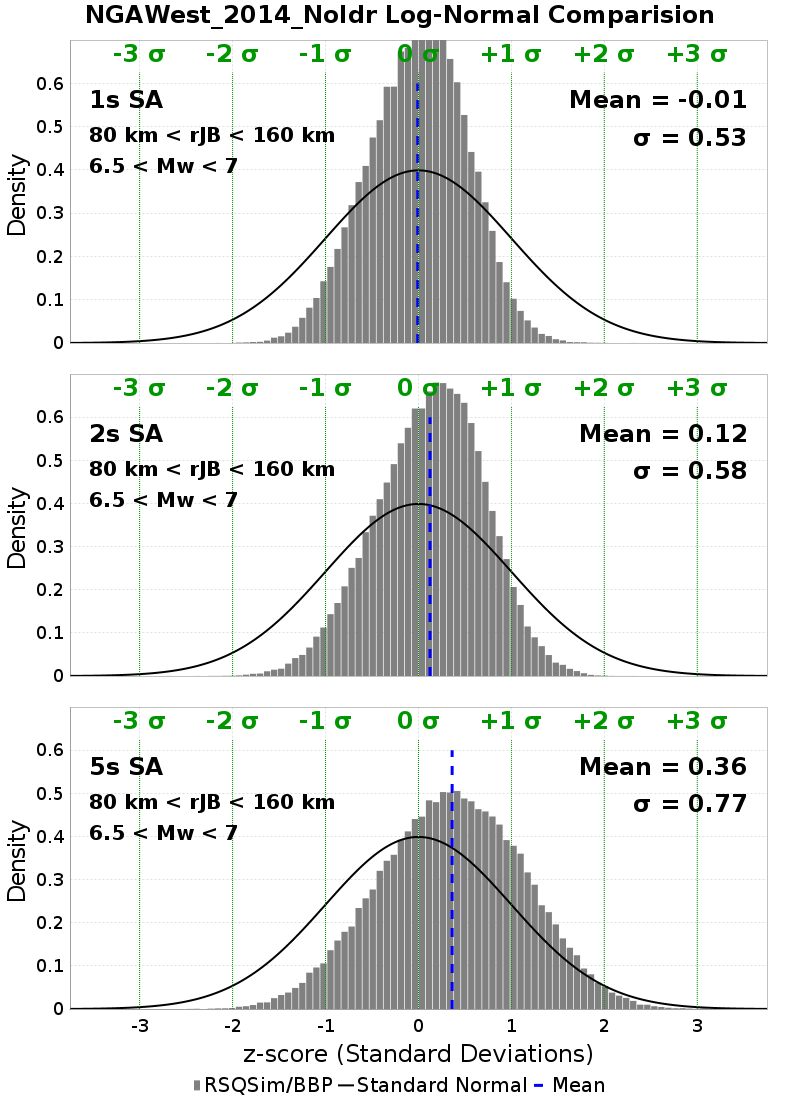 NGAWest_2014_NoIdr Log-Normal Comparision
-3 σ -2 σ -1 σ 0 σ +1 σ +2 σ +3 σ
1s SA
80 km < rJB < 160 km
6.5 < Mw < 7
Mean = -0.01
σ = 0.53
Density
0.6
0.5
0.4
0.3
0.2
0.1
0
-3 σ -2 σ -1 σ 0 σ +1 σ +2 σ +3 σ
2s SA
80 km < rJB < 160 km
6.5 < Mw < 7
Mean = 0.12
σ = 0.58
Density
0.6
0.5
0.4
0.3
0.2
0.1
0
-3 σ -2 σ -1 σ 0 σ +1 σ +2 σ +3 σ
5s SA
80 km < rJB < 160 km
6.5 < Mw < 7
Mean = 0.36
σ = 0.77
Density
0.6
0.5
0.4
0.3
0.2
0.1
0
-3 -2 -1 0 1 2 3
z-score (Standard Deviations)
RSQSim/BBP Standard Normal Mean